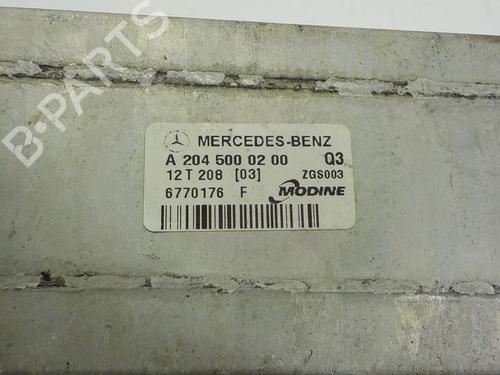 B-PARTS
MERCEDES-BENZ
A 204 500 02 00 Q3
12 T 208 [03] ZGS003
6770176 F MODINE